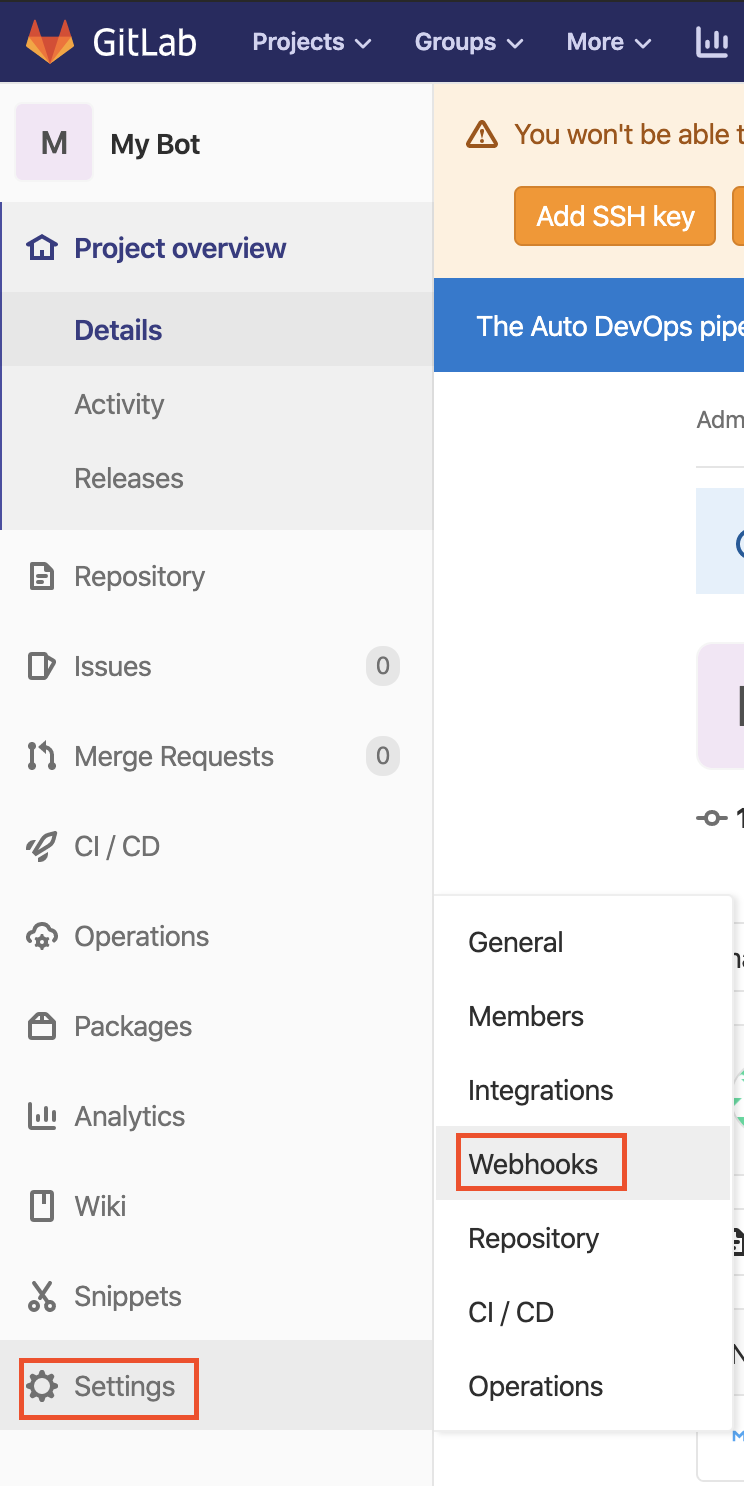 GitLab Projects Groups More
M My Bot
You won't be able
Add SSH key
Project overview
Details
The Auto DevOps
Activity
Releases
Repository
Issues 0
Merge Requests 0
CI / CD
Operations
Packages
Analytics
Wiki
Snippets
Settings
General
Members
Integrations
Webhooks
Repository
CI / CD
Operations